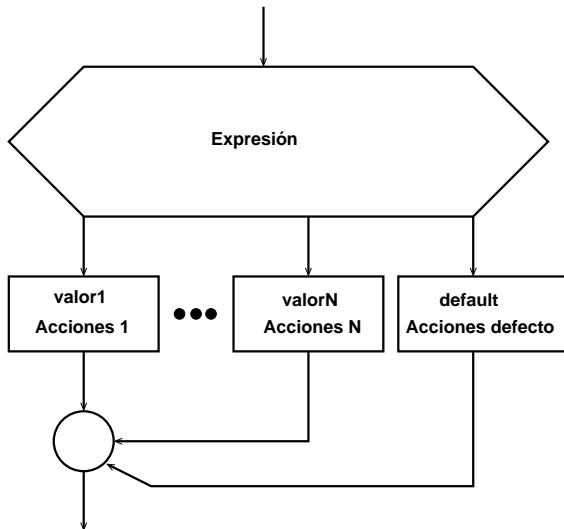 Expresión
valor1
Acciones 1
valorN
Acciones N
default
Acciones defecto